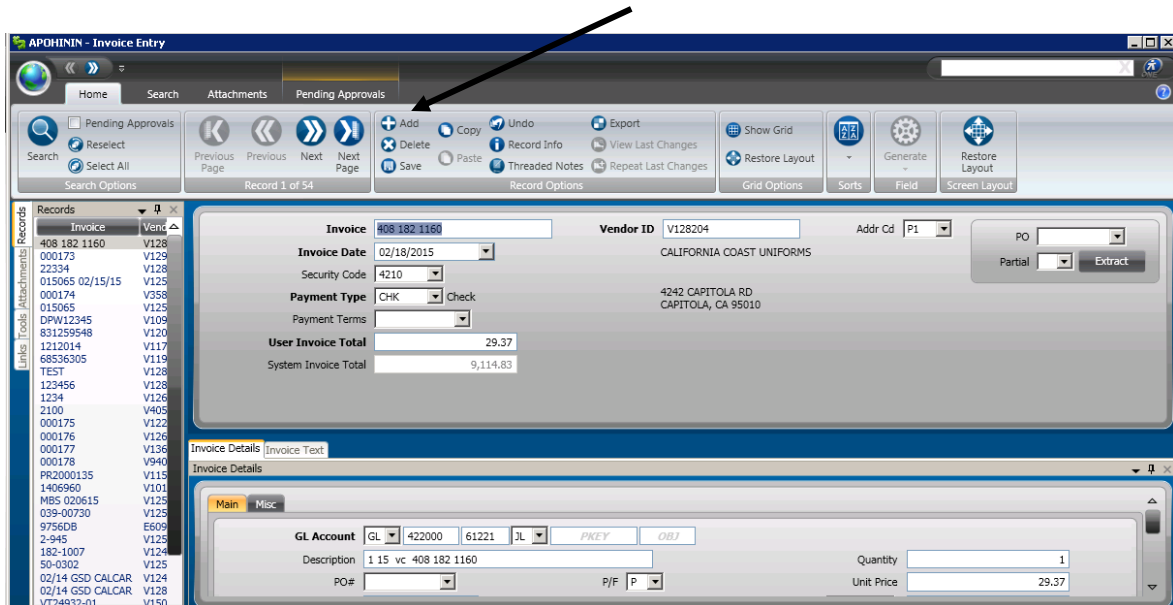 APOHININ - Invoice Entry
ONE
Home Search Attachments Pending Approvals
Search
Pending Approvals
Reselect
Select All
Search Options
Previous Page
Previous
Next
Next Page
Record 1 of 54
Add
Delete
Save
Copy
Paste
Undo
Record Info
Threaded Notes
Export
View Last Changes
Repeat Last Changes
Record Options
Show Grid
Restore Layout
Grid Options
Sorts
Generate
Field
Restore Layout
Screen Layout
Records
Attachments
Tools
Links
Records
Invoice Vend
408 182 1160 V128
000173 V129
22334 V128
015065 02/15/15 V125
000174 V358
015065 V125
DPW12345 V109
831259548 V120
1212014 V117
68536305 V119
TEST V128
123456 V128
1234 V126
2100 V405
000175 V122
000176 V126
000177 V136
000178 V940
PR2000135 V115
1406960 V101
MBS 020615 V125
039-00730 V125
9756DB E609
2-945 V125
182-1007 V124
50-0302 V125
02/14 GSD CALCAR V124
02/14 GSD CALCAR V128
VT24932-01 V150
Invoice 408 182 1160
Invoice Date 02/18/2015
Security Code 4210
Payment Type CHK Check
Payment Terms
User Invoice Total 29.37
System Invoice Total 9,114.83
Vendor ID V128204
CALIFORNIA COAST UNIFORMS
4242 CAPITOLA RD
CAPITOLA, CA 95010
Addr Cd P1
PO
Partial Extract
Invoice Details Invoice Text
Invoice Details
Main Misc
GL Account GL 422000 61221 JL PKEY OBJ
Description 1 15 vc 408 182 1160
Quantity 1
PO# P/F P
Unit Price 29.37